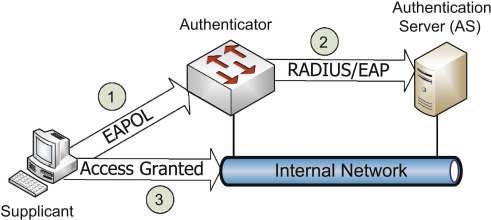 Authenticator
Authentication
Server (AS)
2
RADIUS/EAP
1
EAPOL
Access Granted
Internal Network
3
Supplicant